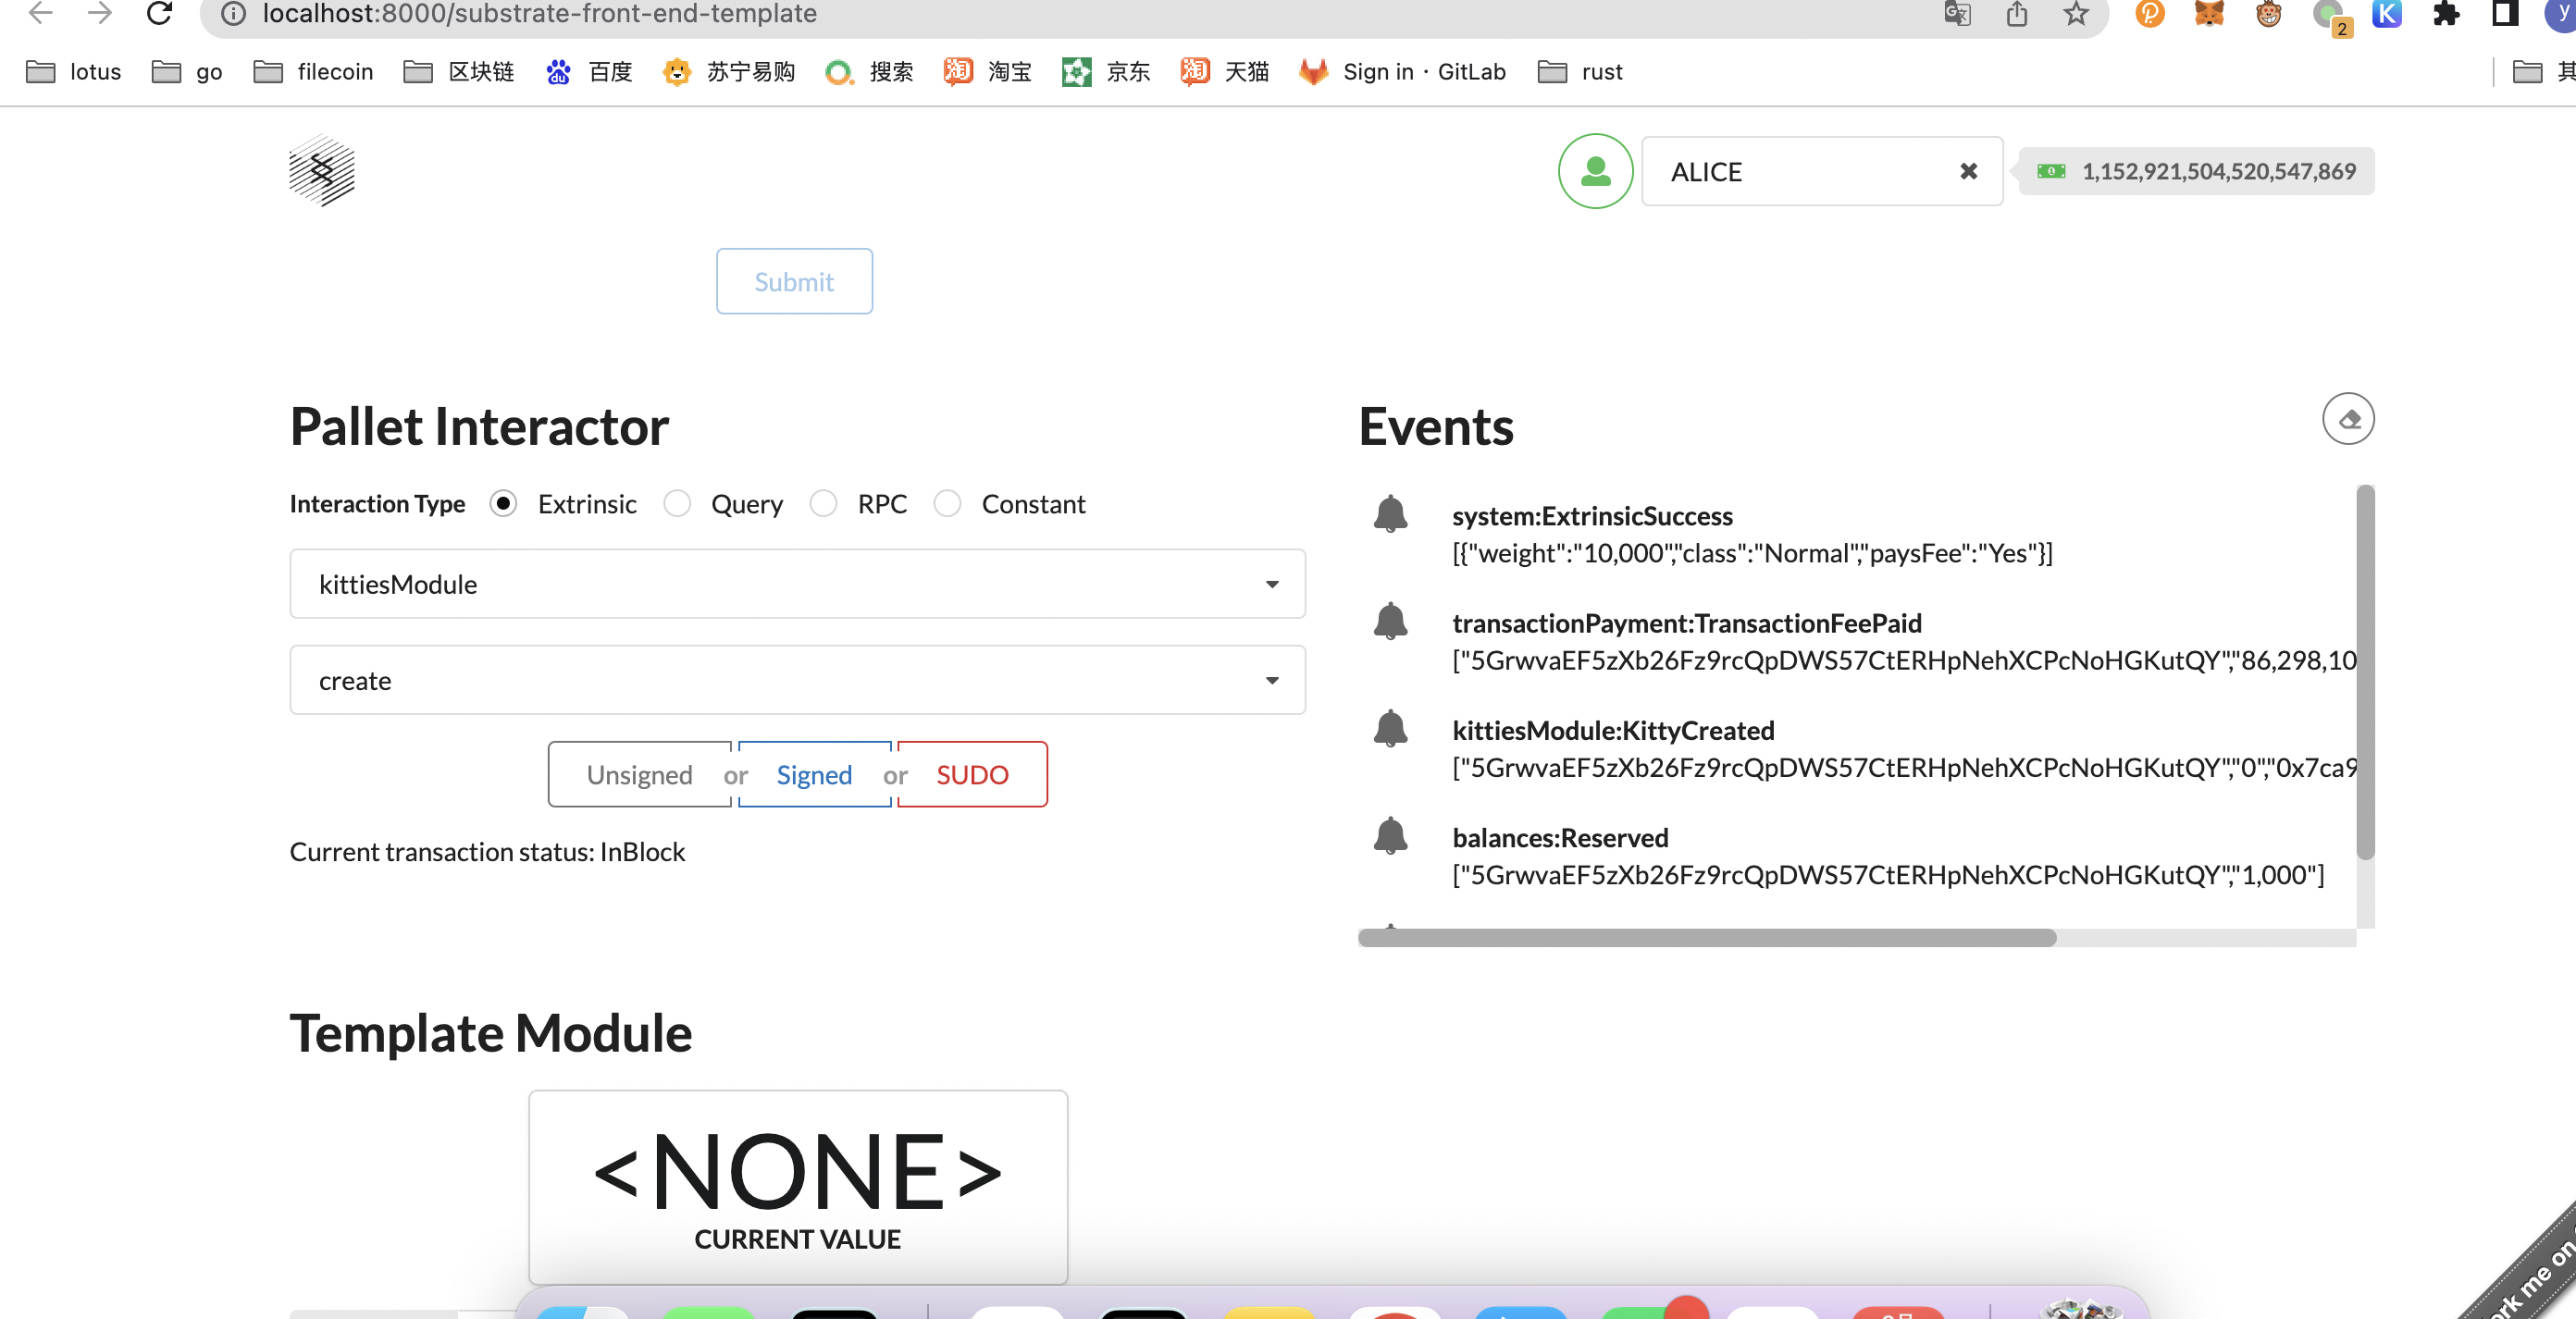 localhost:8000/substrate-front-end-template
2
K
y
lotus go filecoin 区块链 百度 苏宁易购 搜索 淘宝 京东 天猫 Sign in · GitLab rust
ALICE 1,152,921,504,520,547,869
Submit
Pallet Interactor
Interaction Type Extrinsic Query RPC Constant
kittiesModule
create
Unsigned or Signed or SUDO
Current transaction status: InBlock
Events
system:ExtrinsicSuccess
[{"weight":"10,000","class":"Normal","paysFee":"Yes"}]
transactionPayment:TransactionFeePaid
["5GrwvaEF5zXb26Fz9rcQpDWS57CtERHpNehXCPcNoHGKutQY","86,298,10
kittiesModule:KittyCreated
["5GrwvaEF5zXb26Fz9rcQpDWS57CtERHpNehXCPcNoHGKutQY","0","0x7ca9
balances:Reserved
["5GrwvaEF5zXb26Fz9rcQpDWS57CtERHpNehXCPcNoHGKutQY","1,000"]
Template Module
<NONE>
CURRENT VALUE
me on